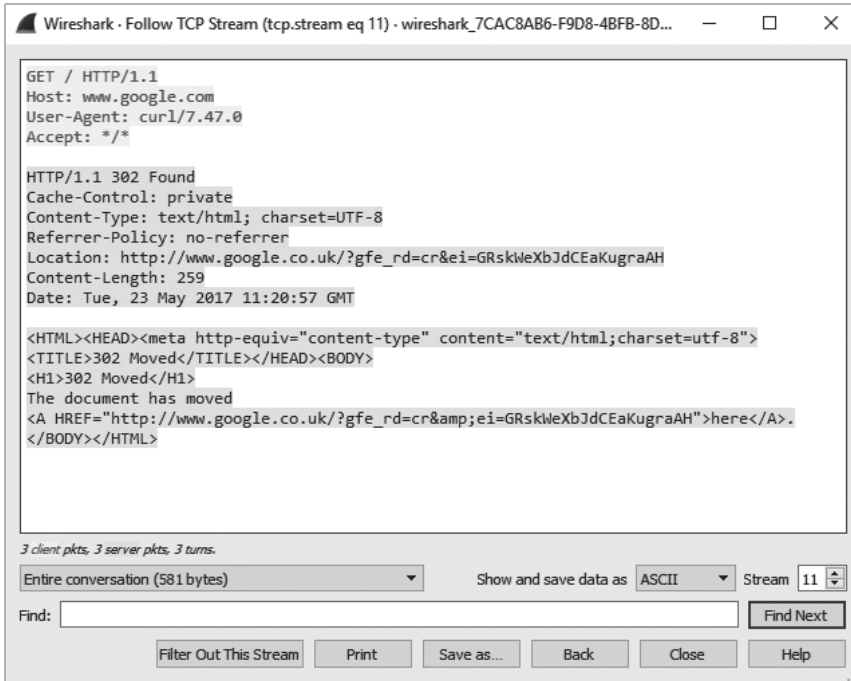 Wireshark · Follow TCP Stream (tcp.stream eq 11) · wireshark_7CAC8AB6-F9D8-4BFB-8D...
GET / HTTP/1.1
Host: www.google.com
User-Agent: curl/7.47.0
Accept: */*
HTTP/1.1 302 Found
Cache-Control: private
Content-Type: text/html; charset=UTF-8
Referrer-Policy: no-referrer
Location: http://www.google.co.uk/?gfe_rd=cr&ei=GRskWeXbJdCEaKugraAH
Content-Length: 259
Date: Tue, 23 May 2017 11:20:57 GMT
<HTML><HEAD><meta http-equiv="content-type" content="text/html;charset=utf-8">
<TITLE>302 Moved</TITLE></HEAD><BODY>
<H1>302 Moved</H1>
The document has moved
<A HREF="http://www.google.co.uk/?gfe_rd=cr&amp;ei=GRskWeXbJdCEaKugraAH">here</A>.
</BODY></HTML>
3 client pkts, 3 server pkts, 3 turns.
Entire conversation (581 bytes) Show and save data as ASCII Stream 11
Find: Find Next
Filter Out This Stream Print Save as... Back Close Help